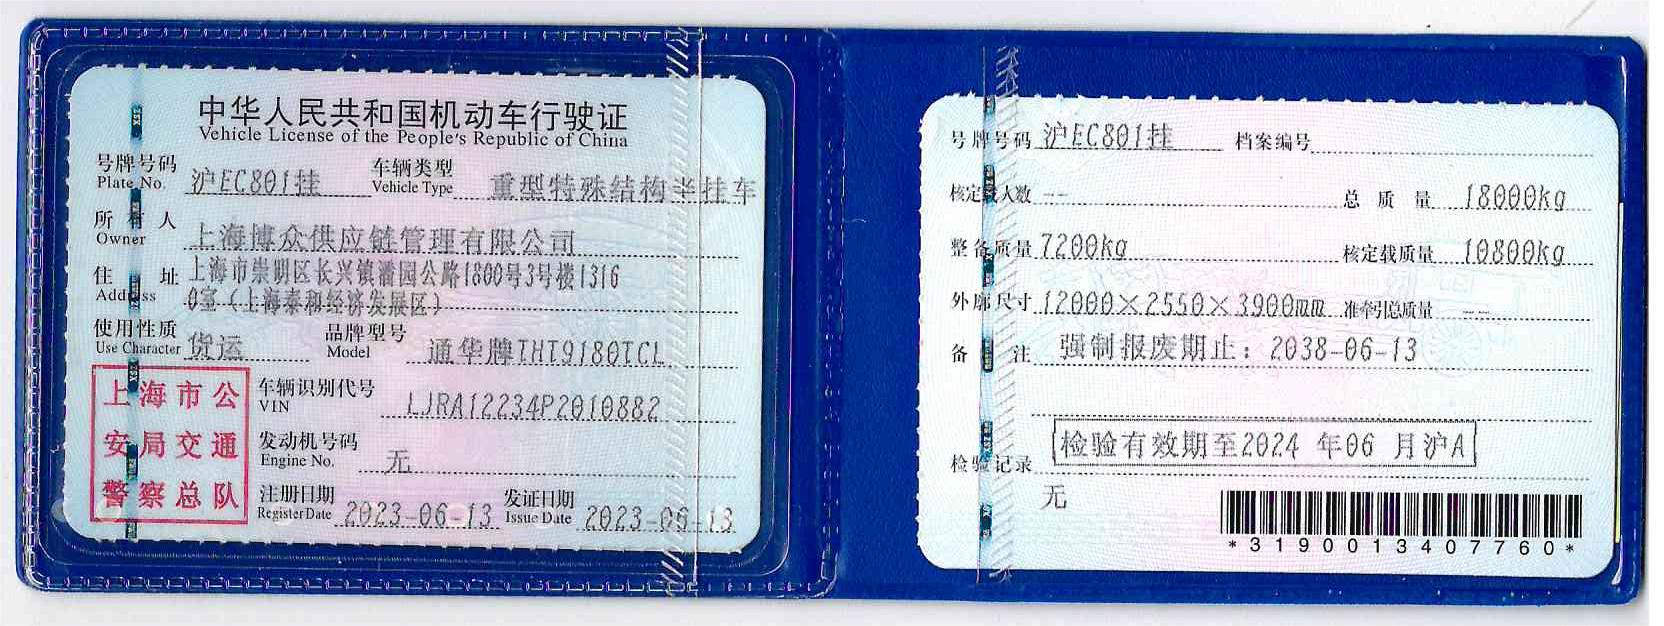 中华人民共和国机动车行驶证
Vehicle License of the People's Republic of China
号牌号码 沪EC801挂 车辆类型 重型特殊结构半挂车
Plate No. Vehicle Type
所有人 上海博众供应链管理有限公司
Owner
住址 上海市崇明区长兴镇潘园公路1800号3号楼1316
Address 0室（上海泰和经济发展区）
使用性质 货运 品牌型号 通华牌THT9180TCL
Use Character Model
上海市公
安局交通
警察总队
车辆识别代号 LJRA12234P2010882
VIN
发动机号码 无
Engine No.
注册日期 2023-06-13 发证日期 2023-06-13
Register Date Issue Date
号牌号码 沪EC801挂 档案编号
核定载人数 -- 总质量 18000kg
整备质量 7200kg 核定载质量 10800kg
外廓尺寸 12000×2550×3900mm 准牵引总质量 --
备注 强制报废期止：2038-06-13
检验记录 检验有效期至2024 年06 月沪A
无
*3190013407760*